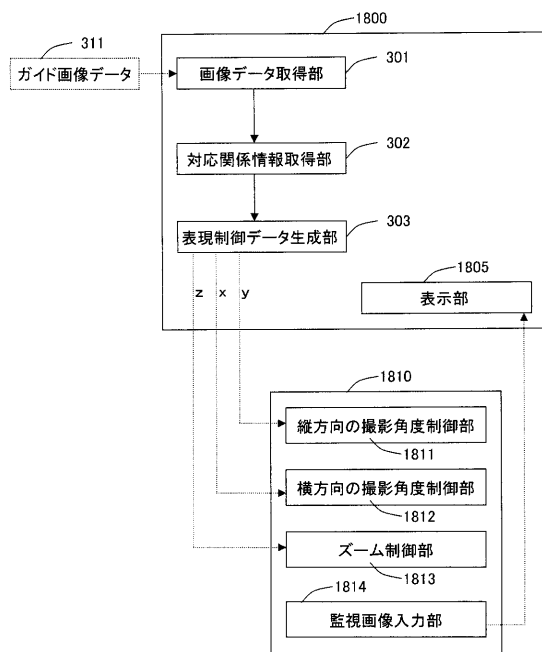 1800
311
ガイド画像データ
画像データ取得部
301
対応関係情報取得部
302
表現制御データ生成部
303
z x y
1805
表示部
1810
縦方向の撮影角度制御部
1811
横方向の撮影角度制御部
1812
ズーム制御部
1813
1814
監視画像入力部